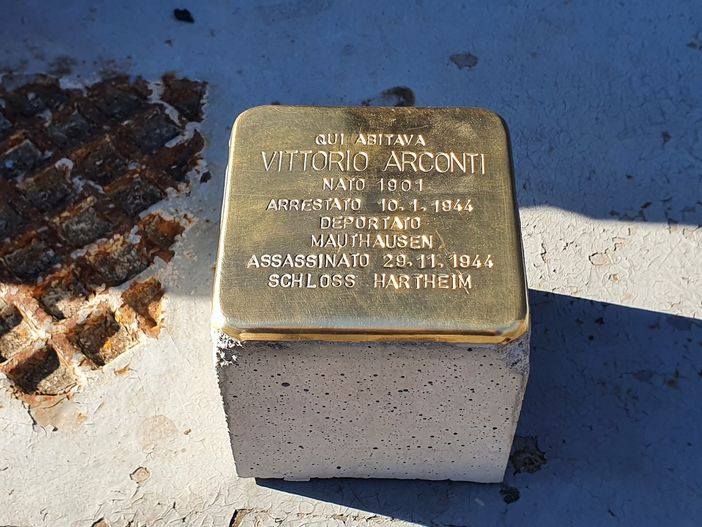 QUI ABITAVA
VITTORIO ARCONTI
NATO 1901
ARRESTATO 10.1.1944
DEPORTATO
MAUTHAUSEN
ASSASSINATO 29.11.1944
SCHLOSS HARTHEIM